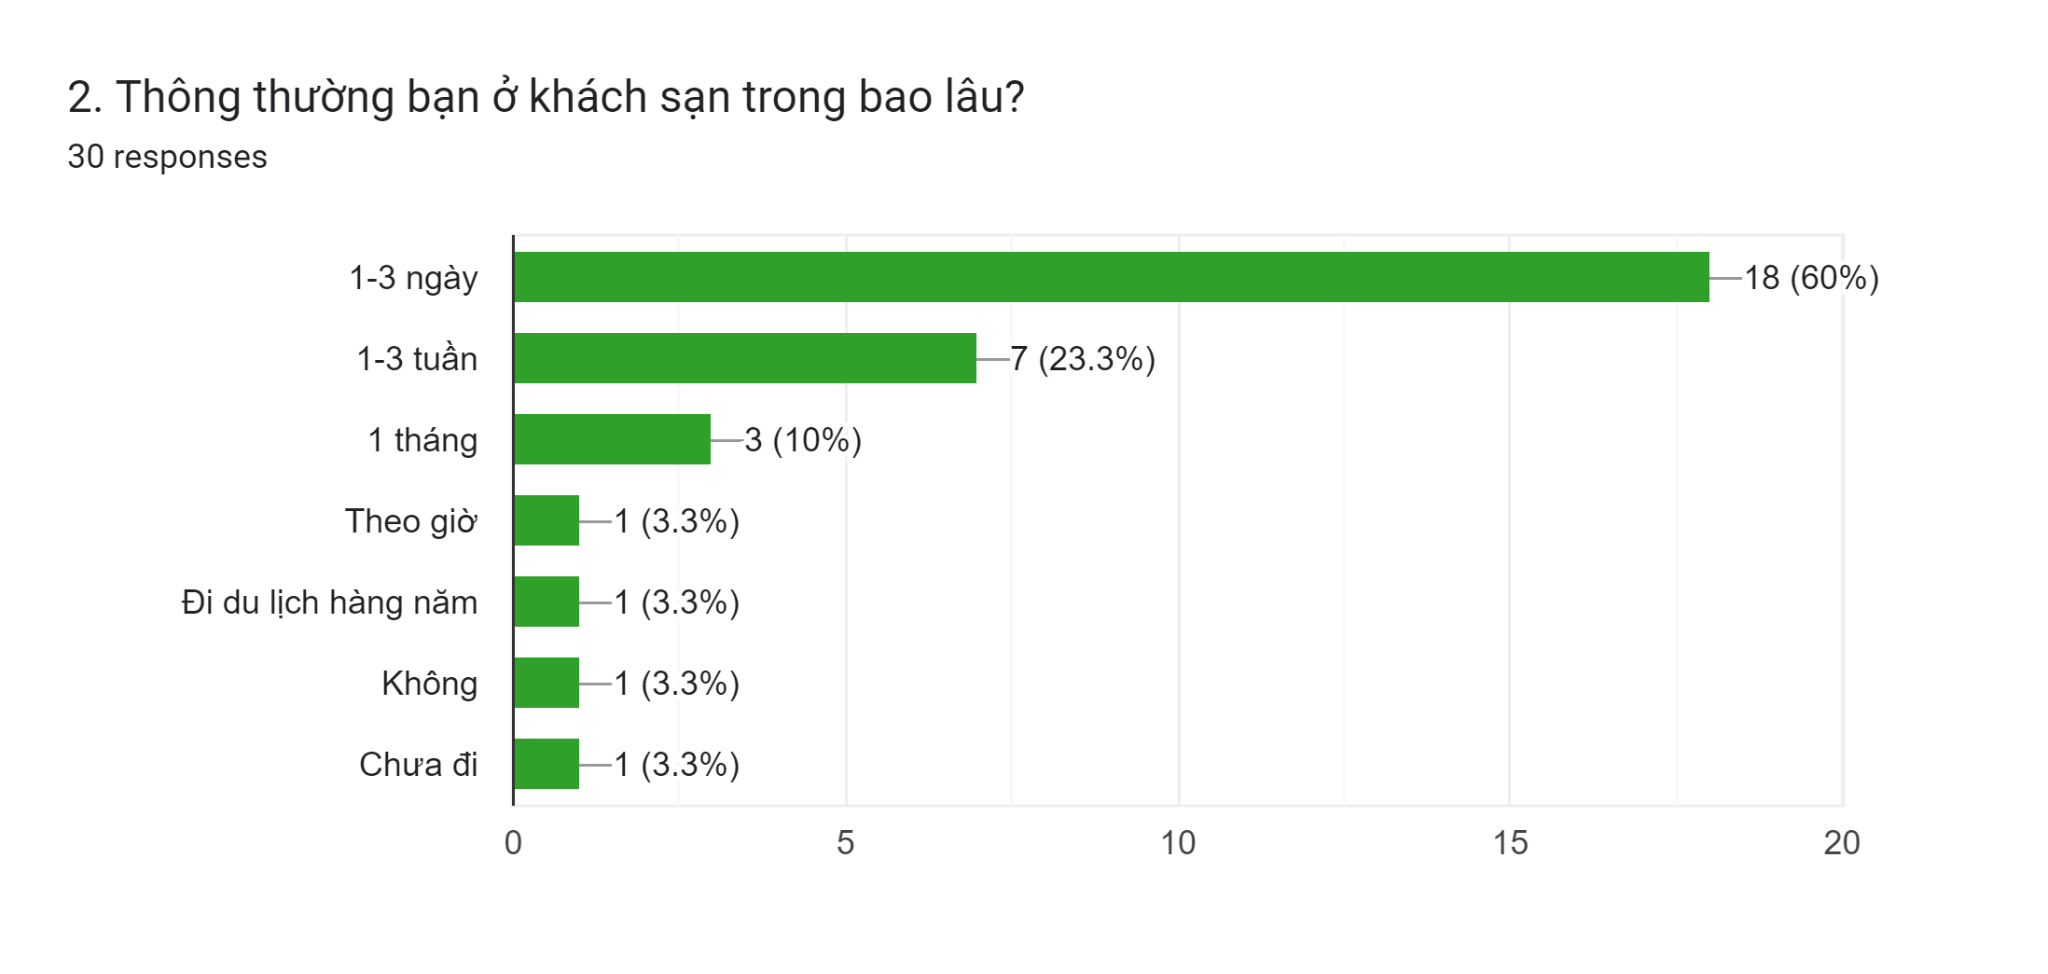 2. Thông thường bạn ở khách sạn trong bao lâu?
30 responses
1-3 ngày 18 (60%)
1-3 tuần 7 (23.3%)
1 tháng 3 (10%)
Theo giờ 1 (3.3%)
Đi du lịch hàng năm 1 (3.3%)
Không 1 (3.3%)
Chưa đi 1 (3.3%)
0 5 10 15 20